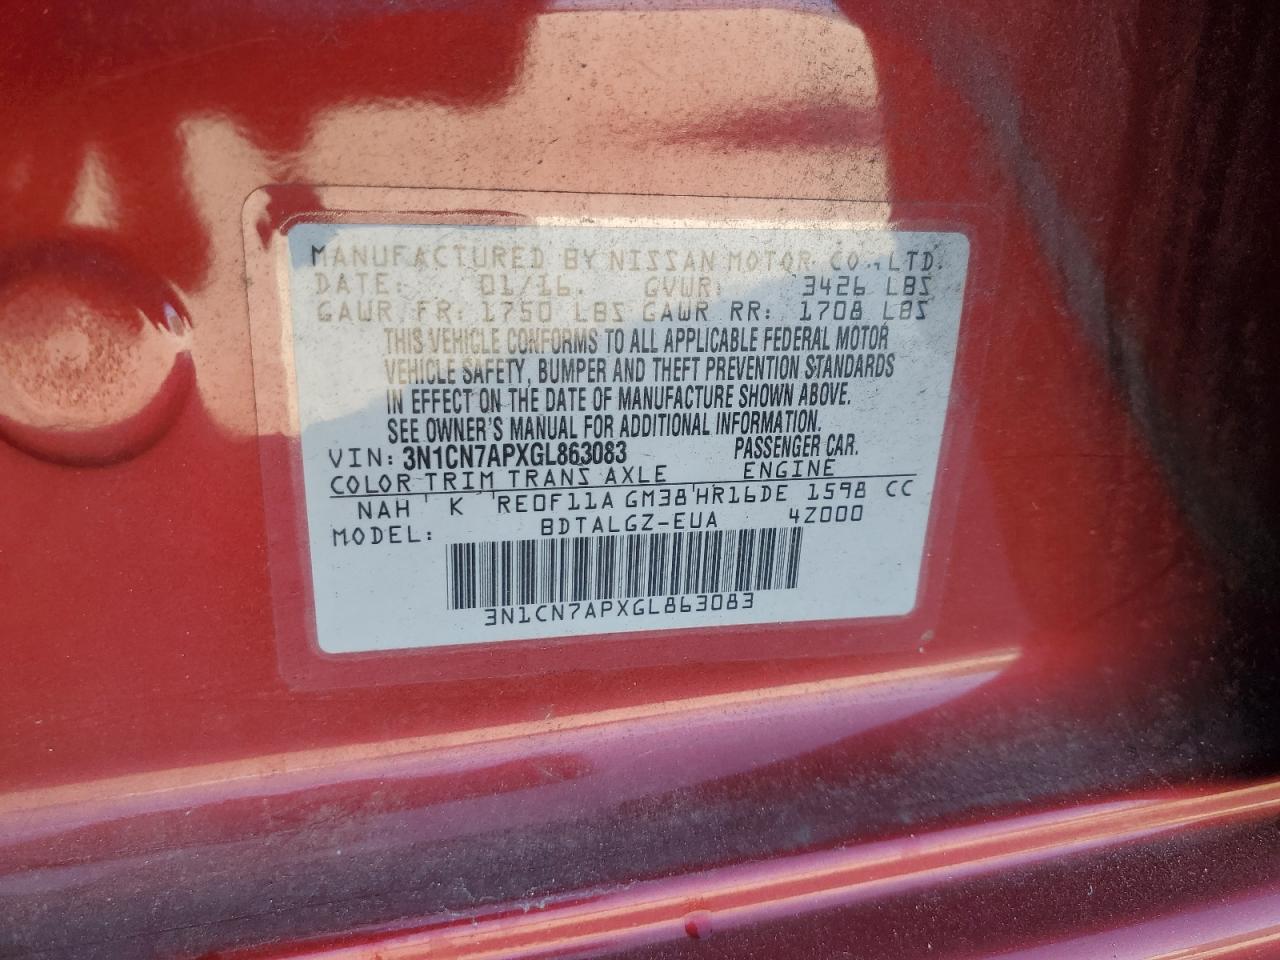 MANUFACTURED BY NISSAN MOTOR CO.,LTD.
DATE: 01/16. GVWR: 3426 LBS
GAWR FR: 1750 LBS GAWR RR: 1708 LBS
THIS VEHICLE CONFORMS TO ALL APPLICABLE FEDERAL MOTOR
VEHICLE SAFETY, BUMPER AND THEFT PREVENTION STANDARDS
IN EFFECT ON THE DATE OF MANUFACTURE SHOWN ABOVE.
SEE OWNER'S MANUAL FOR ADDITIONAL INFORMATION.
VIN: 3N1CN7APXGL863083 PASSENGER CAR.
COLOR TRIM TRANS AXLE ENGINE
NAH K RE0F11A GM38 HR16DE 1598 CC
MODEL: BDTALGZ-EUA 4Z000
3N1CN7APXGL863083